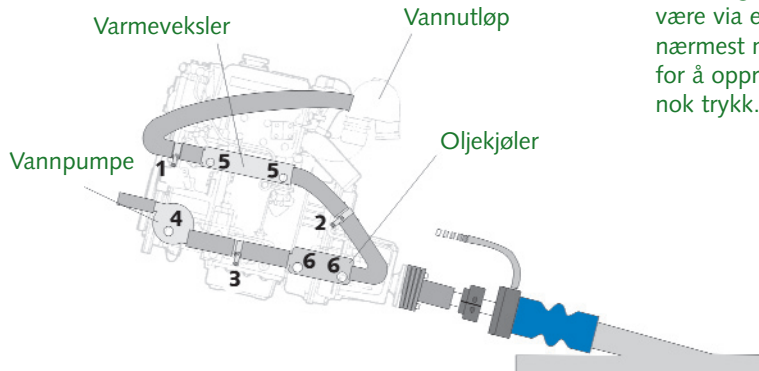 Vannutløp
Varmeveksler
være via e
nærmest
for å oppr
nok trykk.
Oljekjøler
Vannpumpe
1
5
5
2
4
3
6
6